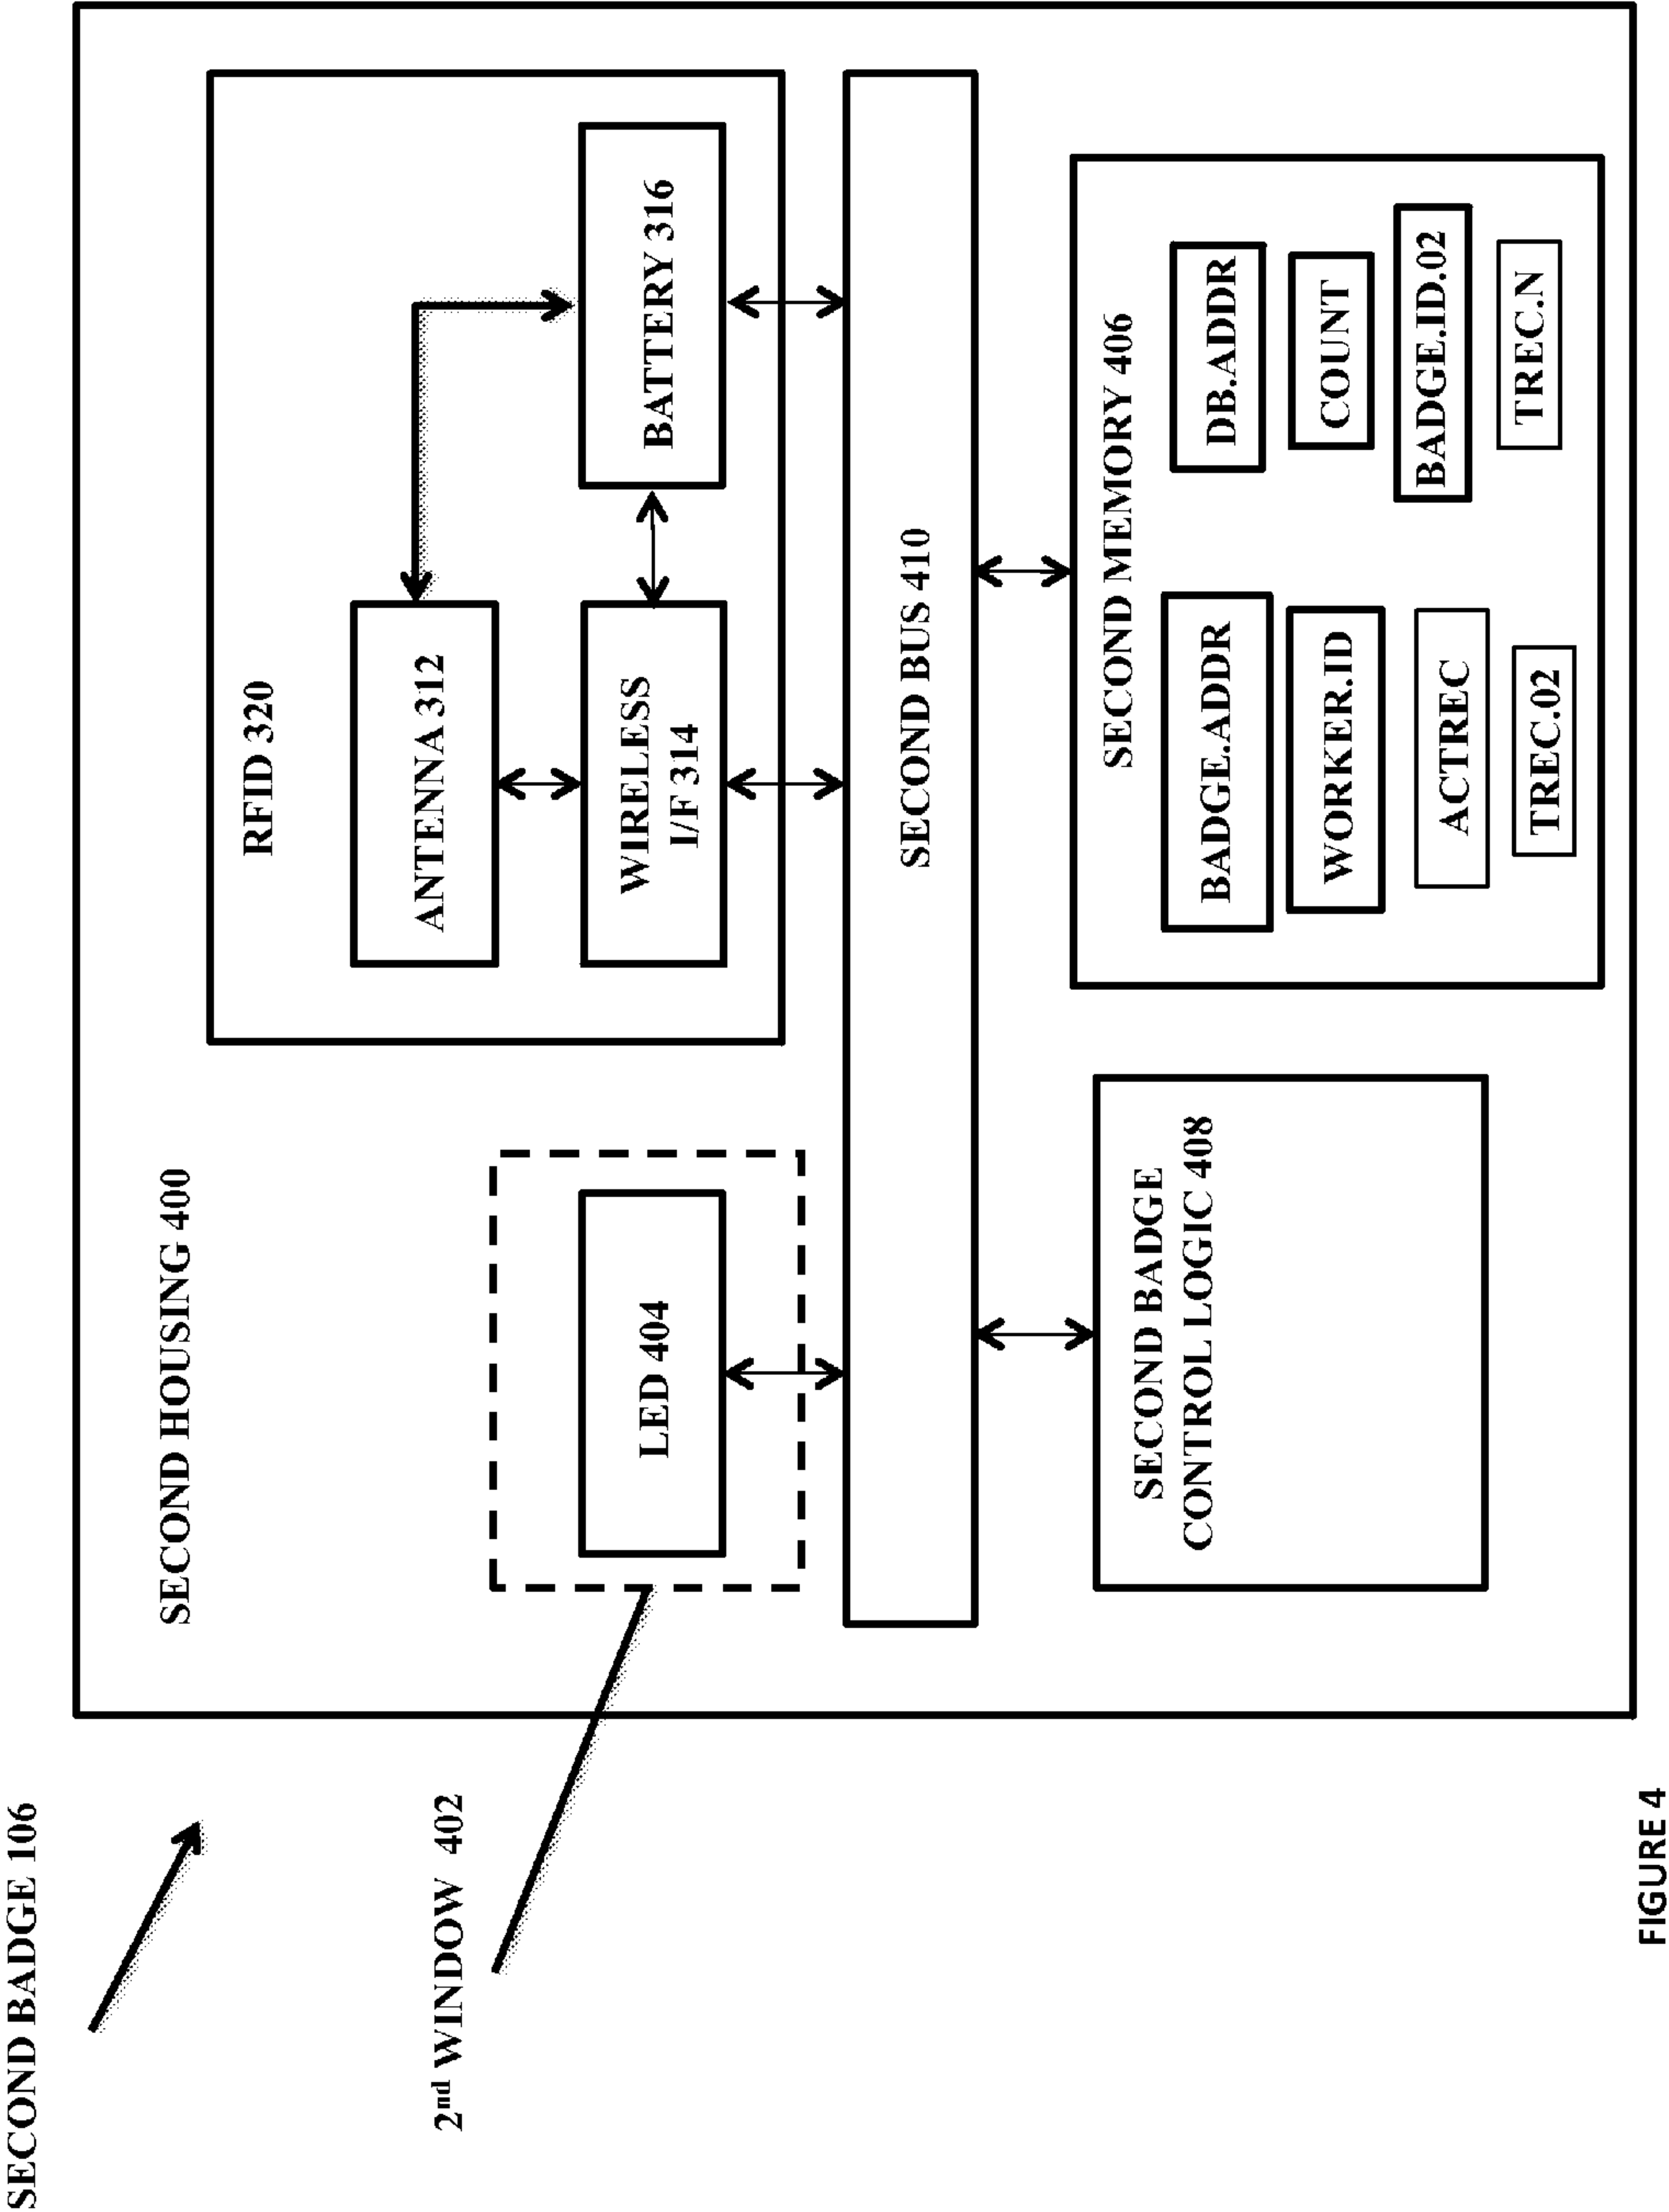 SECOND BADGE 106
SECOND HOUSING 400
RFID 320
ANTENNA 312
2nd WINDOW 402
LED 404
WIRELESS
I/F 314
BATTERY 316
SECOND BUS 410
SECOND BADGE
CONTROL LOGIC 408
SECOND MEMORY 406
BADGE.ADDR
DB.ADDR
WORKER.ID
COUNT
ACTREC
BADGE.ID.02
TREC.02
TREC.N
FIGURE 4